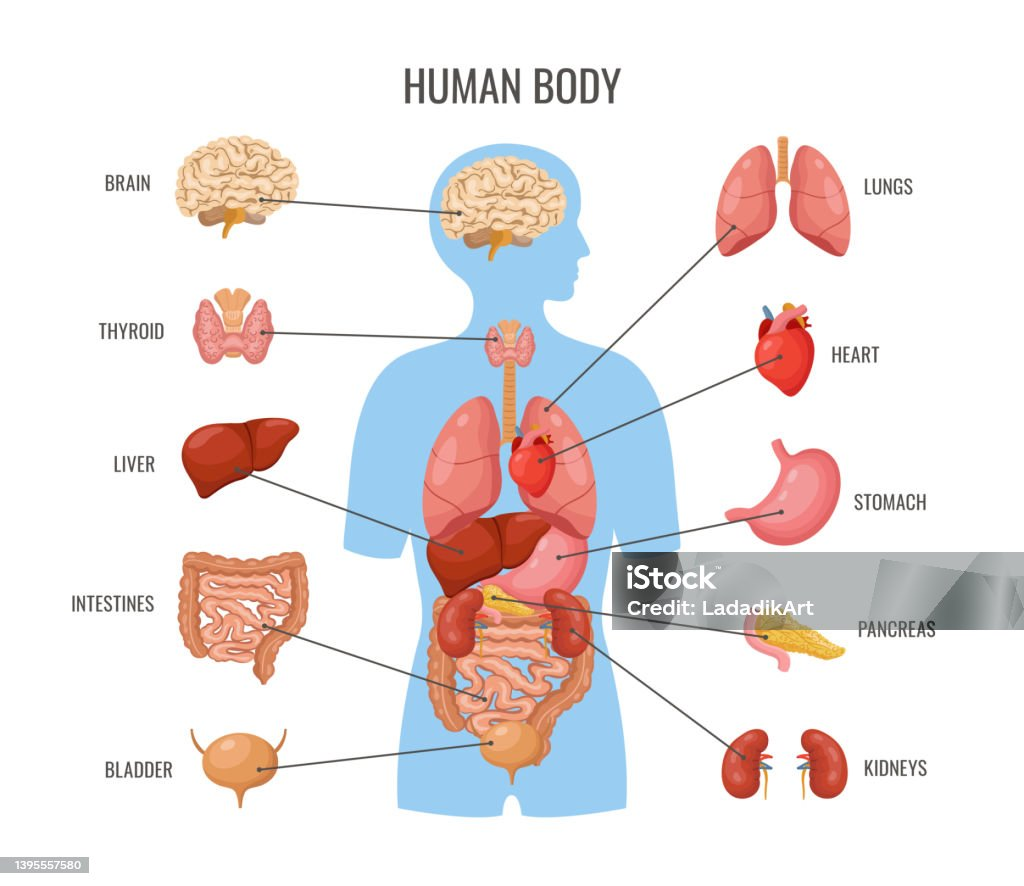 HUMAN BODY
BRAIN
LUNGS
THYROID
HEART
LIVER
STOMACH
iStock
Credit: LadadikArt
INTESTINES
PANCREAS
BLADDER
KIDNEYS
1395557580